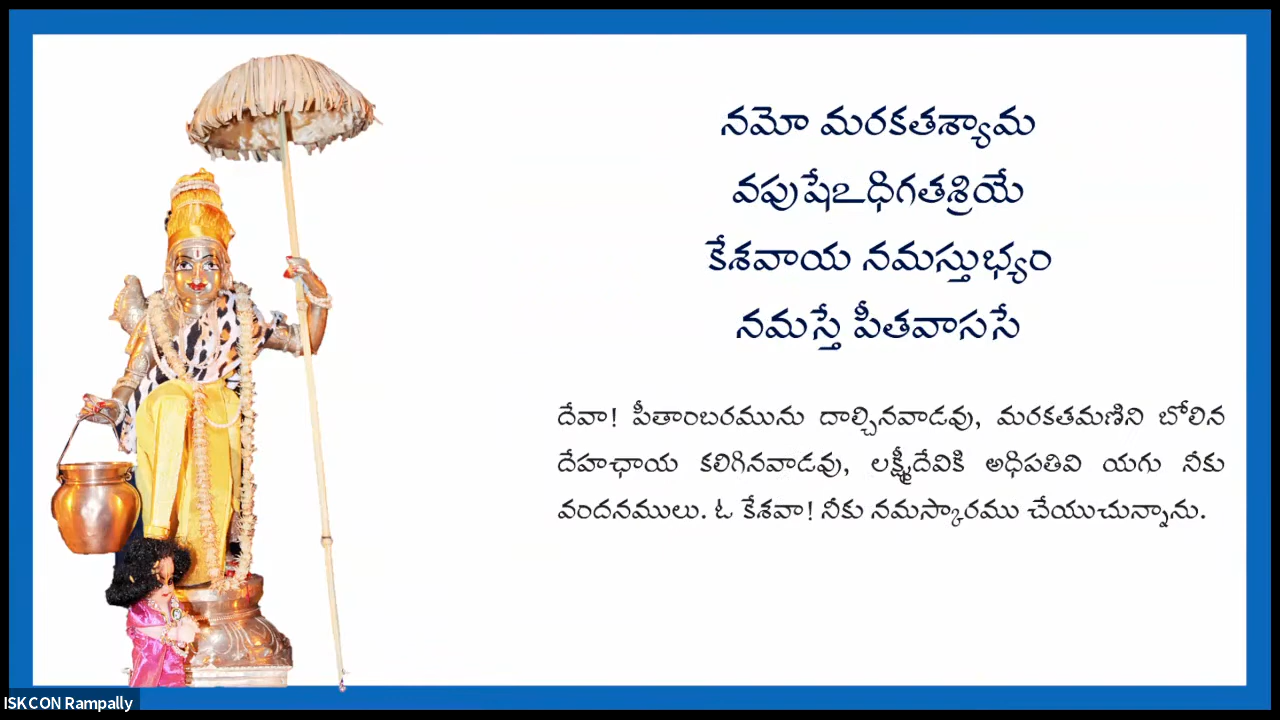 నమో మరకతశ్యామ
వపుషేఽధిగతశ్రియే
కేశవాయ నమస్తుభ్యం
నమస్తే పీతవాససే
దేవా! పీతాంబరమును దాల్చినవాడవు, మరకతమణిని బోలిన
దేహఛాయ కలిగినవాడవు, లక్ష్మీదేవికి అధిపతివి యగు నీకు
వందనములు. ఓ కేశవా! నీకు నమస్కారము చేయుచున్నాను.
ISKCON Rampally